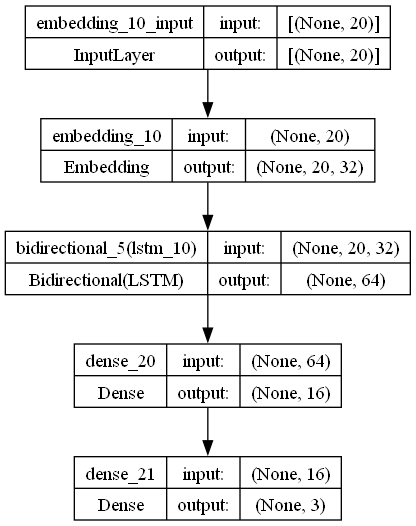 embedding_10_input input: [(None, 20)]
InputLayer output: [(None, 20)]
embedding_10 input: (None, 20)
Embedding output: (None, 20, 32)
bidirectional_5(lstm_10) input: (None, 20, 32)
Bidirectional(LSTM) output: (None, 64)
dense_20 input: (None, 64)
Dense output: (None, 16)
dense_21 input: (None, 16)
Dense output: (None, 3)